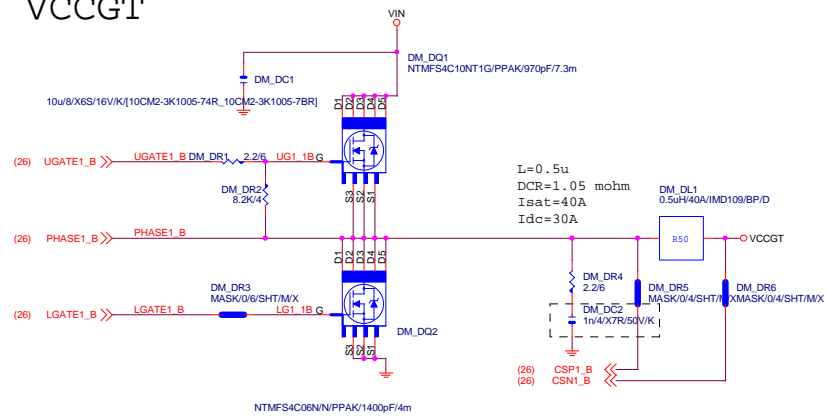 VCCGT
VIN
DM_DQ1
NTMFS4C10NT1G/PPAK/970pF/7.3m
DM_DC1
10u/8/X6S/16V/K/[10CM2-3K1005-74R_10CM2-3K1005-7BR]
D1
D2
D3
D4
D5
(26) UGATE1_B
UGATE1_B
DM_DR1
2.2/6
UG1_1B
G
DM_DR2
8.2K/4
S3
S2
S1
L=0.5u
DCR=1.05 mohm
Isat=40A
Idc=30A
DM_DL1
0.5uH/40A/IMD109/BP/D
R50
VCCGT
(26) PHASE1_B
PHASE1_B
D1
D2
D3
D4
D5
DM_DR3
MASK/0/6/SHT/M/X
(26) LGATE1_B
LGATE1_B
LG1_1B
G
DM_DQ2
S3
S2
S1
DM_DR4
2.2/6
DM_DC2
1n/4/X7R/50V/K
DM_DR5
MASK/0/4/SHT/M/X
DM_DR6
MASK/0/4/SHT/M/X
(26) CSP1_B
(26) CSN1_B
NTMFS4C06N/N/PPAK/1400pF/4m